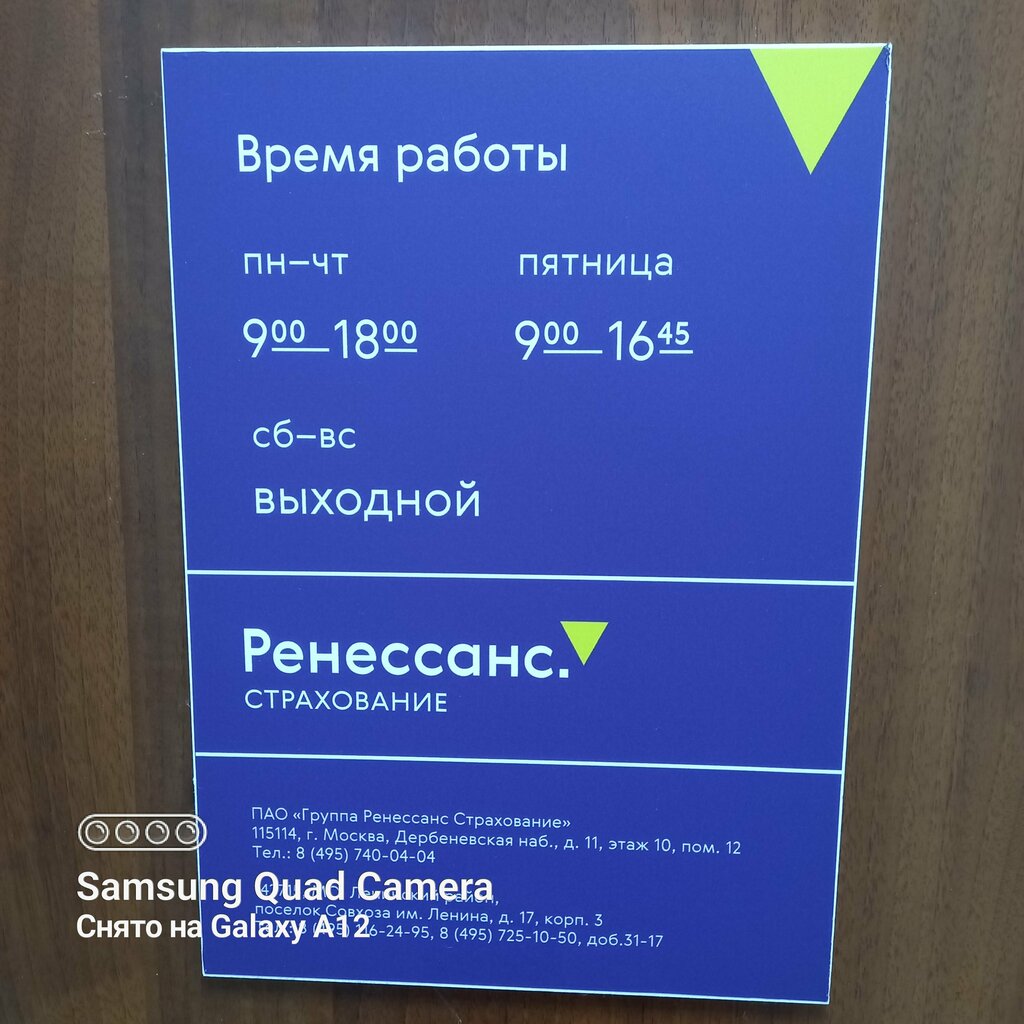 Время работы
пн–чт
пятница
9⁰⁰–18⁰⁰
9⁰⁰–16⁴⁵
сб–вс
выходной
Ренессанс.
СТРАХОВАНИЕ
ПАО «Группа Ренессанс Страхование»
115114, г. Москва, Дербеневская наб., д. 11, этаж 10, пом. 12
Тел.: 8 (495) 740-04-04
Samsung Quad Camera
Ленинский район,
поселок Совхоза им. Ленина, д. 17, корп. 3
Снято на Galaxy A12
8 (495) 725-10-50, доб.31-17